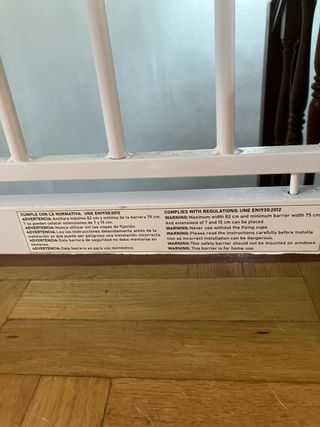 CUMPLE CON LA NORMATIVA: UNE EN1930:2012
ADVERTENCIA: Anchura máxima 82 cm y mínima de la barrera 75 cm.
Y se puedes colocar extensiones de 7 y 15 cm.
ADVERTENCIA: Nunca utilizar sin las copas de fijación.
ADVERTENCIA: Lea las instrucciones detenidamente antes de la
instalación ya que puede ser peligroso una instalación incorrecta.
ADVERTENCIA: Esta barrera de seguridad no debe montarse en
ventanas.
ADVERTENCIA: Esta barrera es para uso doméstico.
COMPLIES WITH REGULATIONS: UNE EN1930:2012
WARNING: Maximum width 82 cm and minimum barrier width 75 cm
And extensions of 7 and 15 cm can be placed.
WARNING: Never use without the fixing cups.
WARNING: Please read the instructions carefully before installa
tion as incorrect installation can be dangerous.
WARNING: This safety barrier should not be mounted on windows.
WARNING: This barrier is for home use.